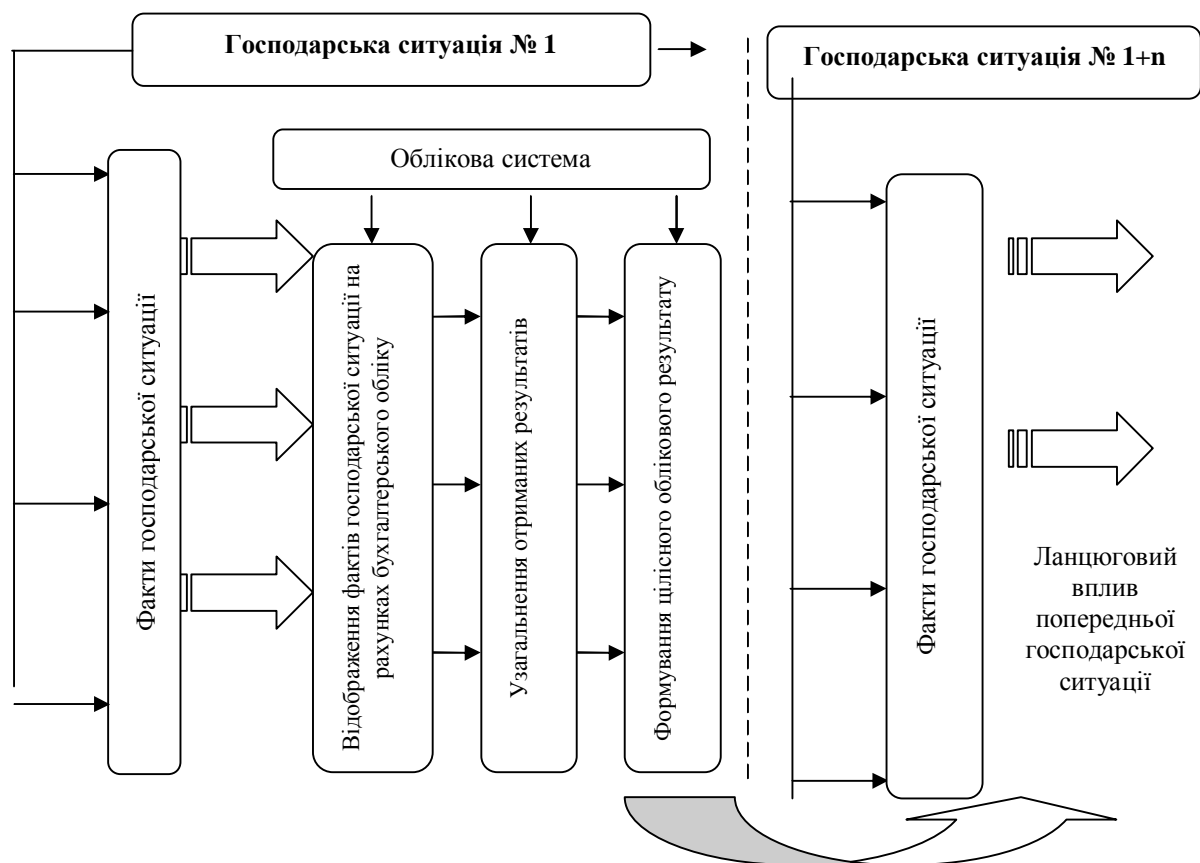 Господарська ситуація № 1
Господарська ситуація № 1+n
Облікова система
Факти господарської ситуації
Відображення фактів господарської ситуації на
рахунках бухгалтерського обліку
Узагальнення отриманих результатів
Формування цілісного облікового результату
Факти господарської ситуації
Ланцюговий
вплив
попередньої
господарської
ситуації